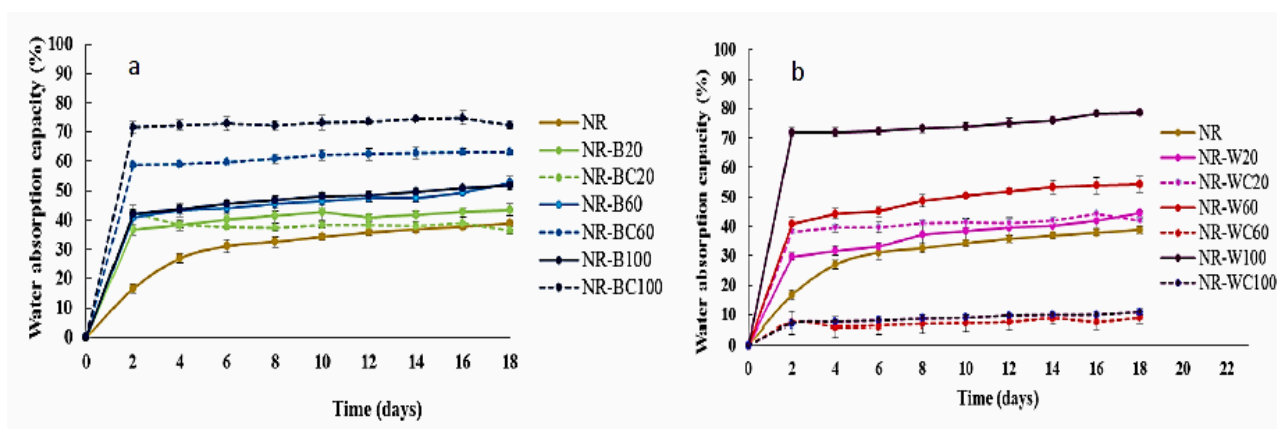 a
Water absorption capacity (%)
100
90
80
70
60
50
40
30
20
10
0
0 2 4 6 8 10 12 14 16 18
Time (days)
NR
NR-B20
NR-BC20
NR-B60
NR-BC60
NR-B100
NR-BC100
b
Water absorption capacity (%)
100
90
80
70
60
50
40
30
20
10
0
0 2 4 6 8 10 12 14 16 18 20 22
Time (days)
NR
NR-W20
NR-WC20
NR-W60
NR-WC60
NR-W100
NR-WC100